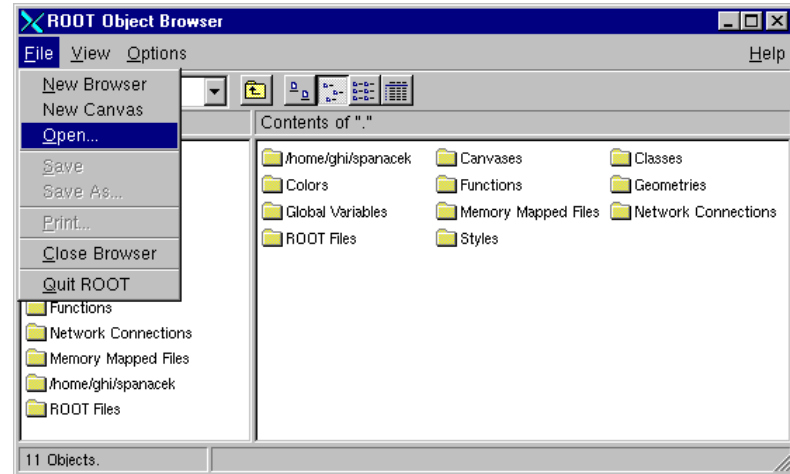 ROOT Object Browser
File View Options Help
New Browser
New Canvas
Open...
Save
Save As...
Print...
Close Browser
Quit ROOT
Contents of "."
/home/ghi/spanacek Canvases Classes
Colors Functions Geometries
Global Variables Memory Mapped Files Network Connections
ROOT Files Styles
Functions
Network Connections
Memory Mapped Files
/home/ghi/spanacek
ROOT Files
11 Objects.